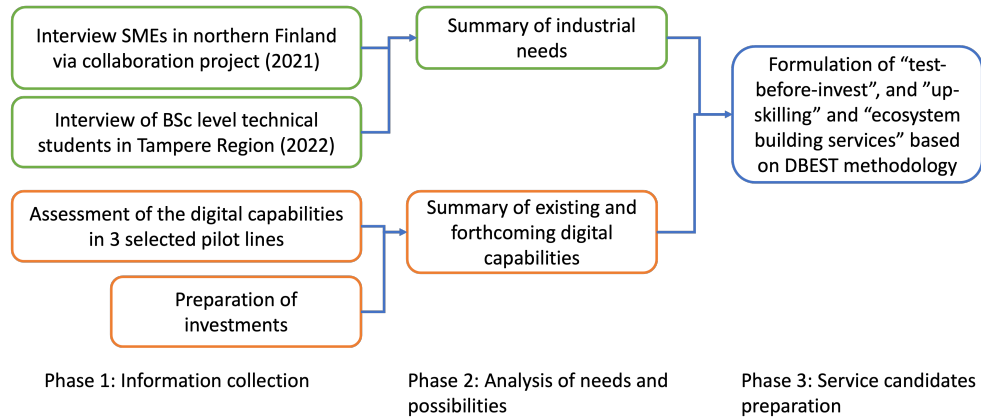 Interview SMEs in northern Finland
via collaboration project (2021)
Interview of BSc level technical
students in Tampere Region (2022)
Assessment of the digital capabilities
in 3 selected pilot lines
Preparation of
investments
Summary of industrial
needs
Summary of existing and
forthcoming digital
capabilities
Formulation of “test-
before-invest”, and ”up-
skilling” and “ecosystem
building services” based
on DBEST methodology
Phase 1: Information collection
Phase 2: Analysis of needs and
possibilities
Phase 3: Service candidates
preparation